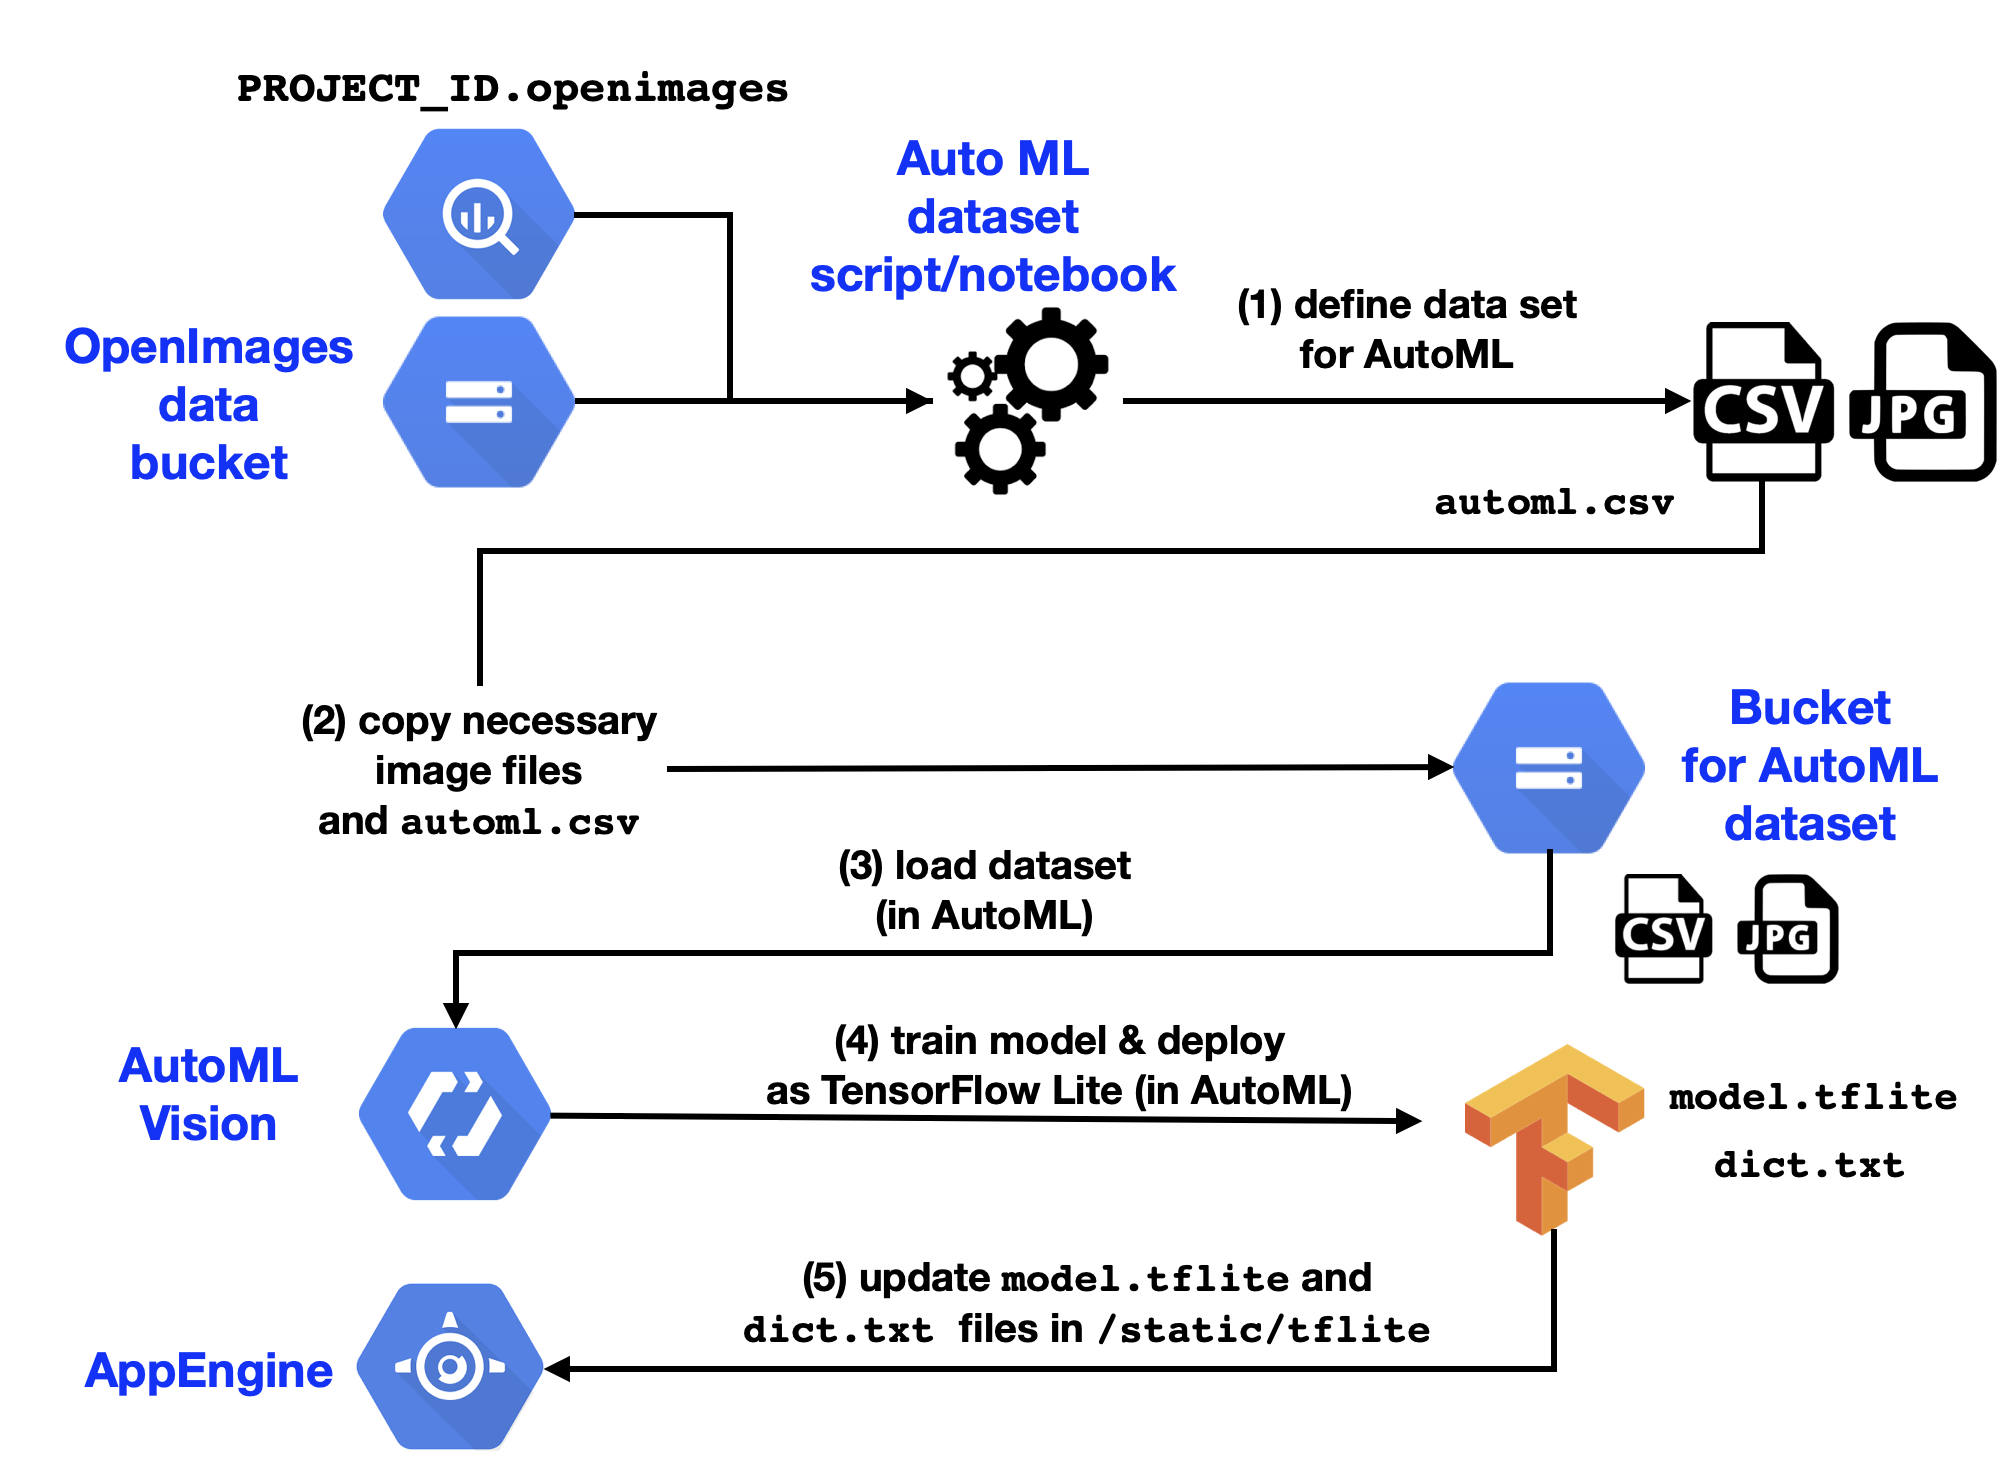 PROJECT_ID.openimages
Auto ML
dataset
script/notebook
OpenImages
data
bucket
(1) define data set
for AutoML
CSV
JPG
automl.csv
(2) copy necessary
image files
and automl.csv
Bucket
for AutoML
dataset
(3) load dataset
(in AutoML)
CSV
JPG
AutoML
Vision
(4) train model & deploy
as TensorFlow Lite (in AutoML)
model.tflite
dict.txt
(5) update model.tflite and
dict.txt files in /static/tflite
AppEngine